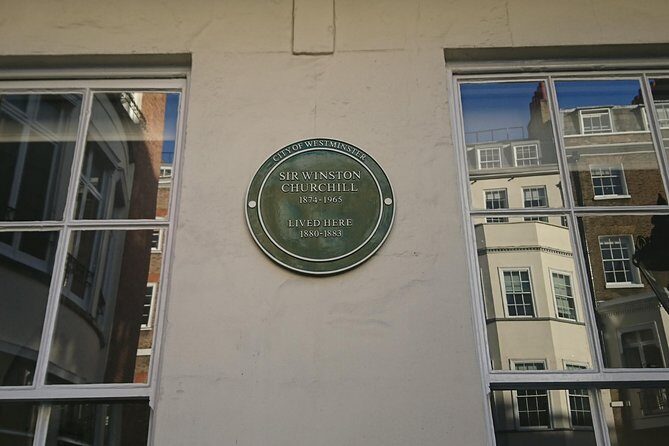 CITY OF WESTMINSTER
SIR WINSTON
CHURCHILL
1874-1965
LIVED HERE
1880-1883